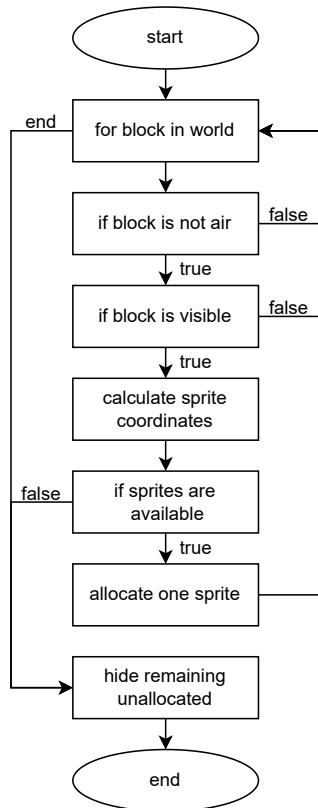 start
end
for block in world
if block is not air
false
true
if block is visible
false
true
calculate sprite
coordinates
false
if sprites are
available
true
allocate one sprite
hide remaining
unallocated
end